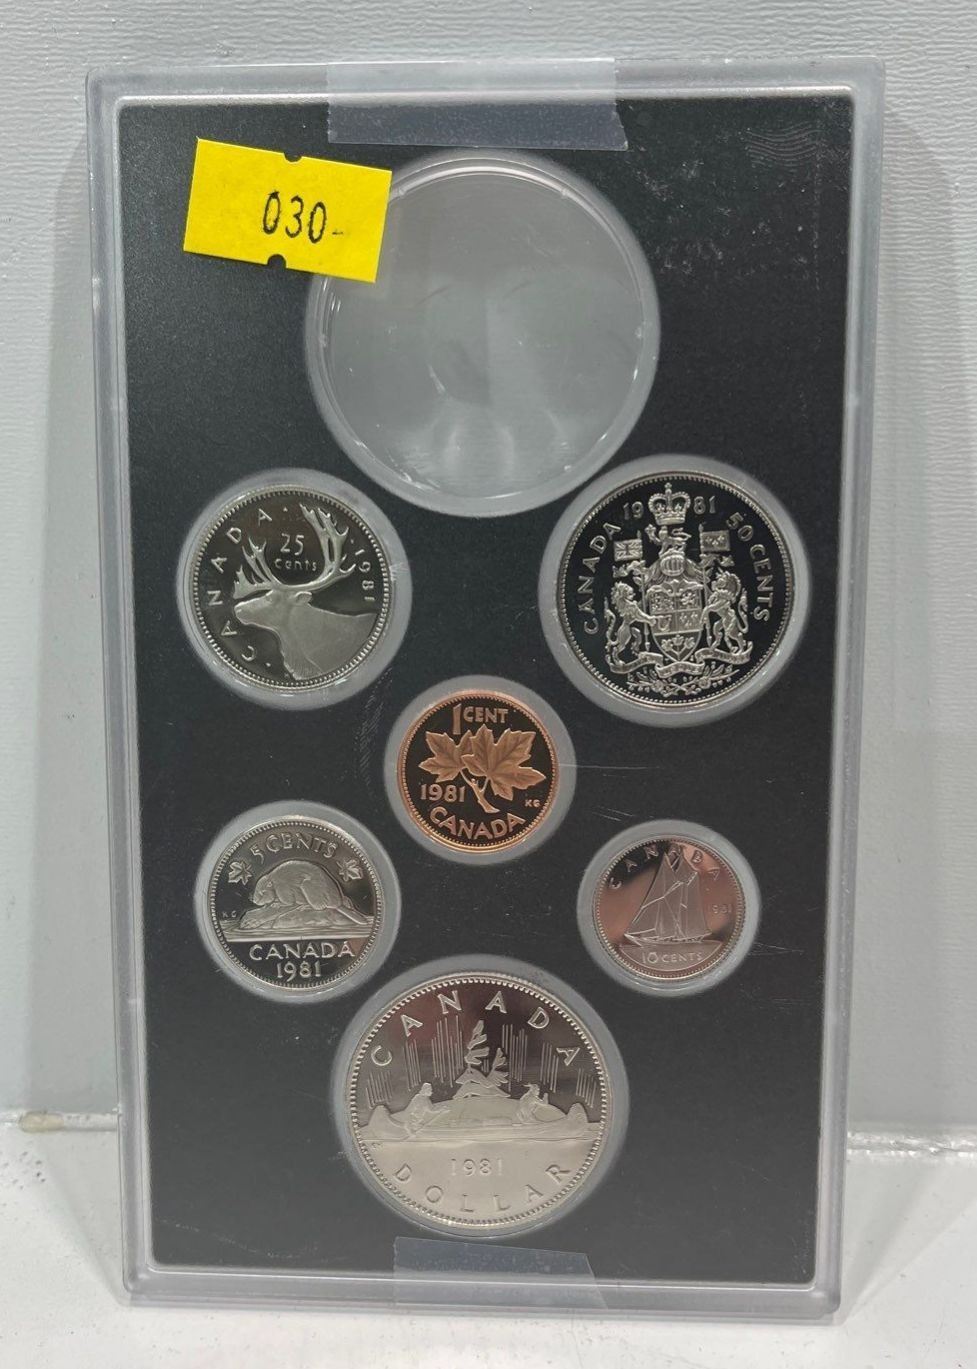 030-
CANADA · 1981
25
cents
CANADA 1981 50 CENTS
1 CENT
1981
KG
CANADA
5 CENTS
KG
CANADA
1981
CANADA
1981
10 CENTS
CANADA
1981
DOLLAR